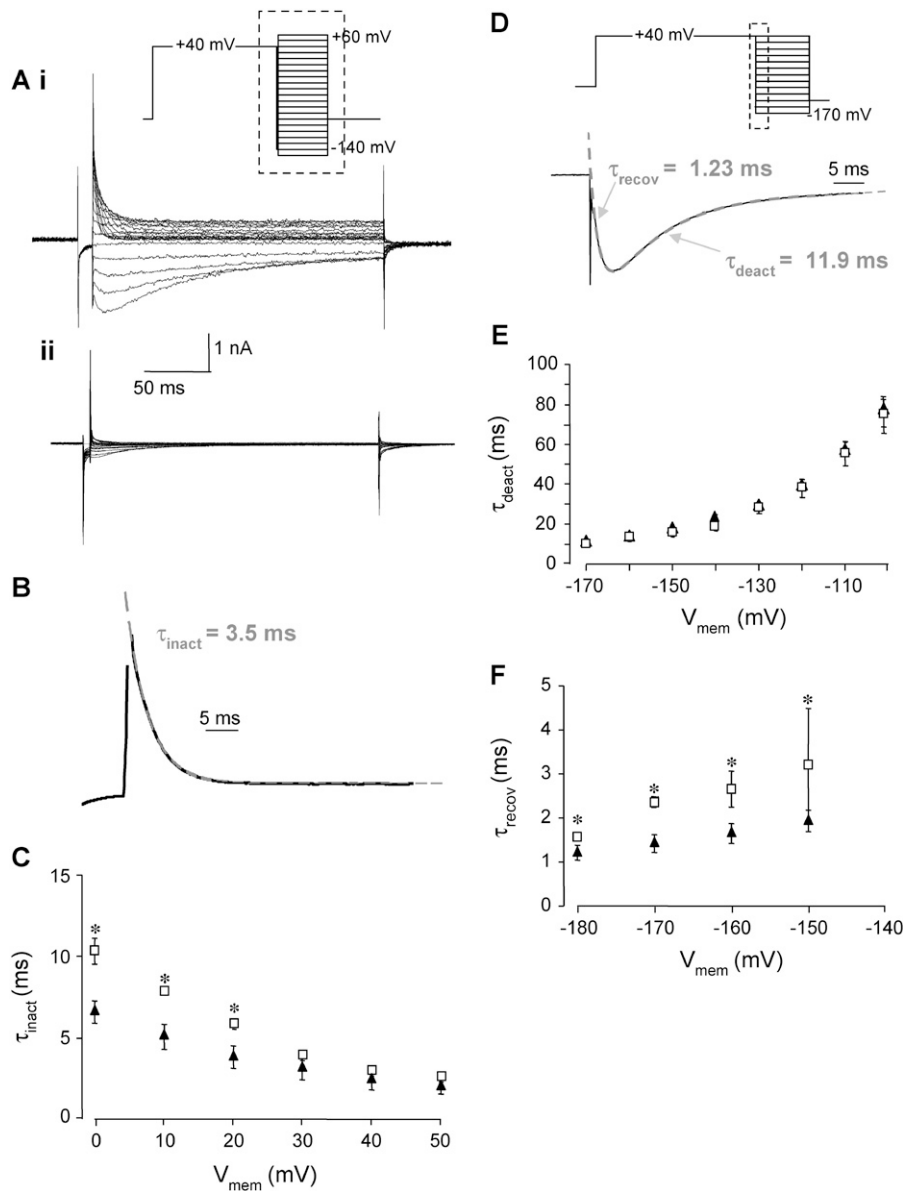 A i
+40 mV
+60 mV
-140 mV
ii
1 nA
50 ms
B
τinact = 3.5 ms
5 ms
C
15
10
5
0
τinact (ms)
* * *
0 10 20 30 40 50
Vmem (mV)
D
+40 mV
-170 mV
τrecov = 1.23 ms
5 ms
τdeact = 11.9 ms
E
100
80
60
40
20
0
τdeact (ms)
-170 -150 -130 -110
Vmem (mV)
F
5
4
3
2
1
0
τrecov (ms)
* * * *
-180 -170 -160 -150 -140
Vmem (mV)